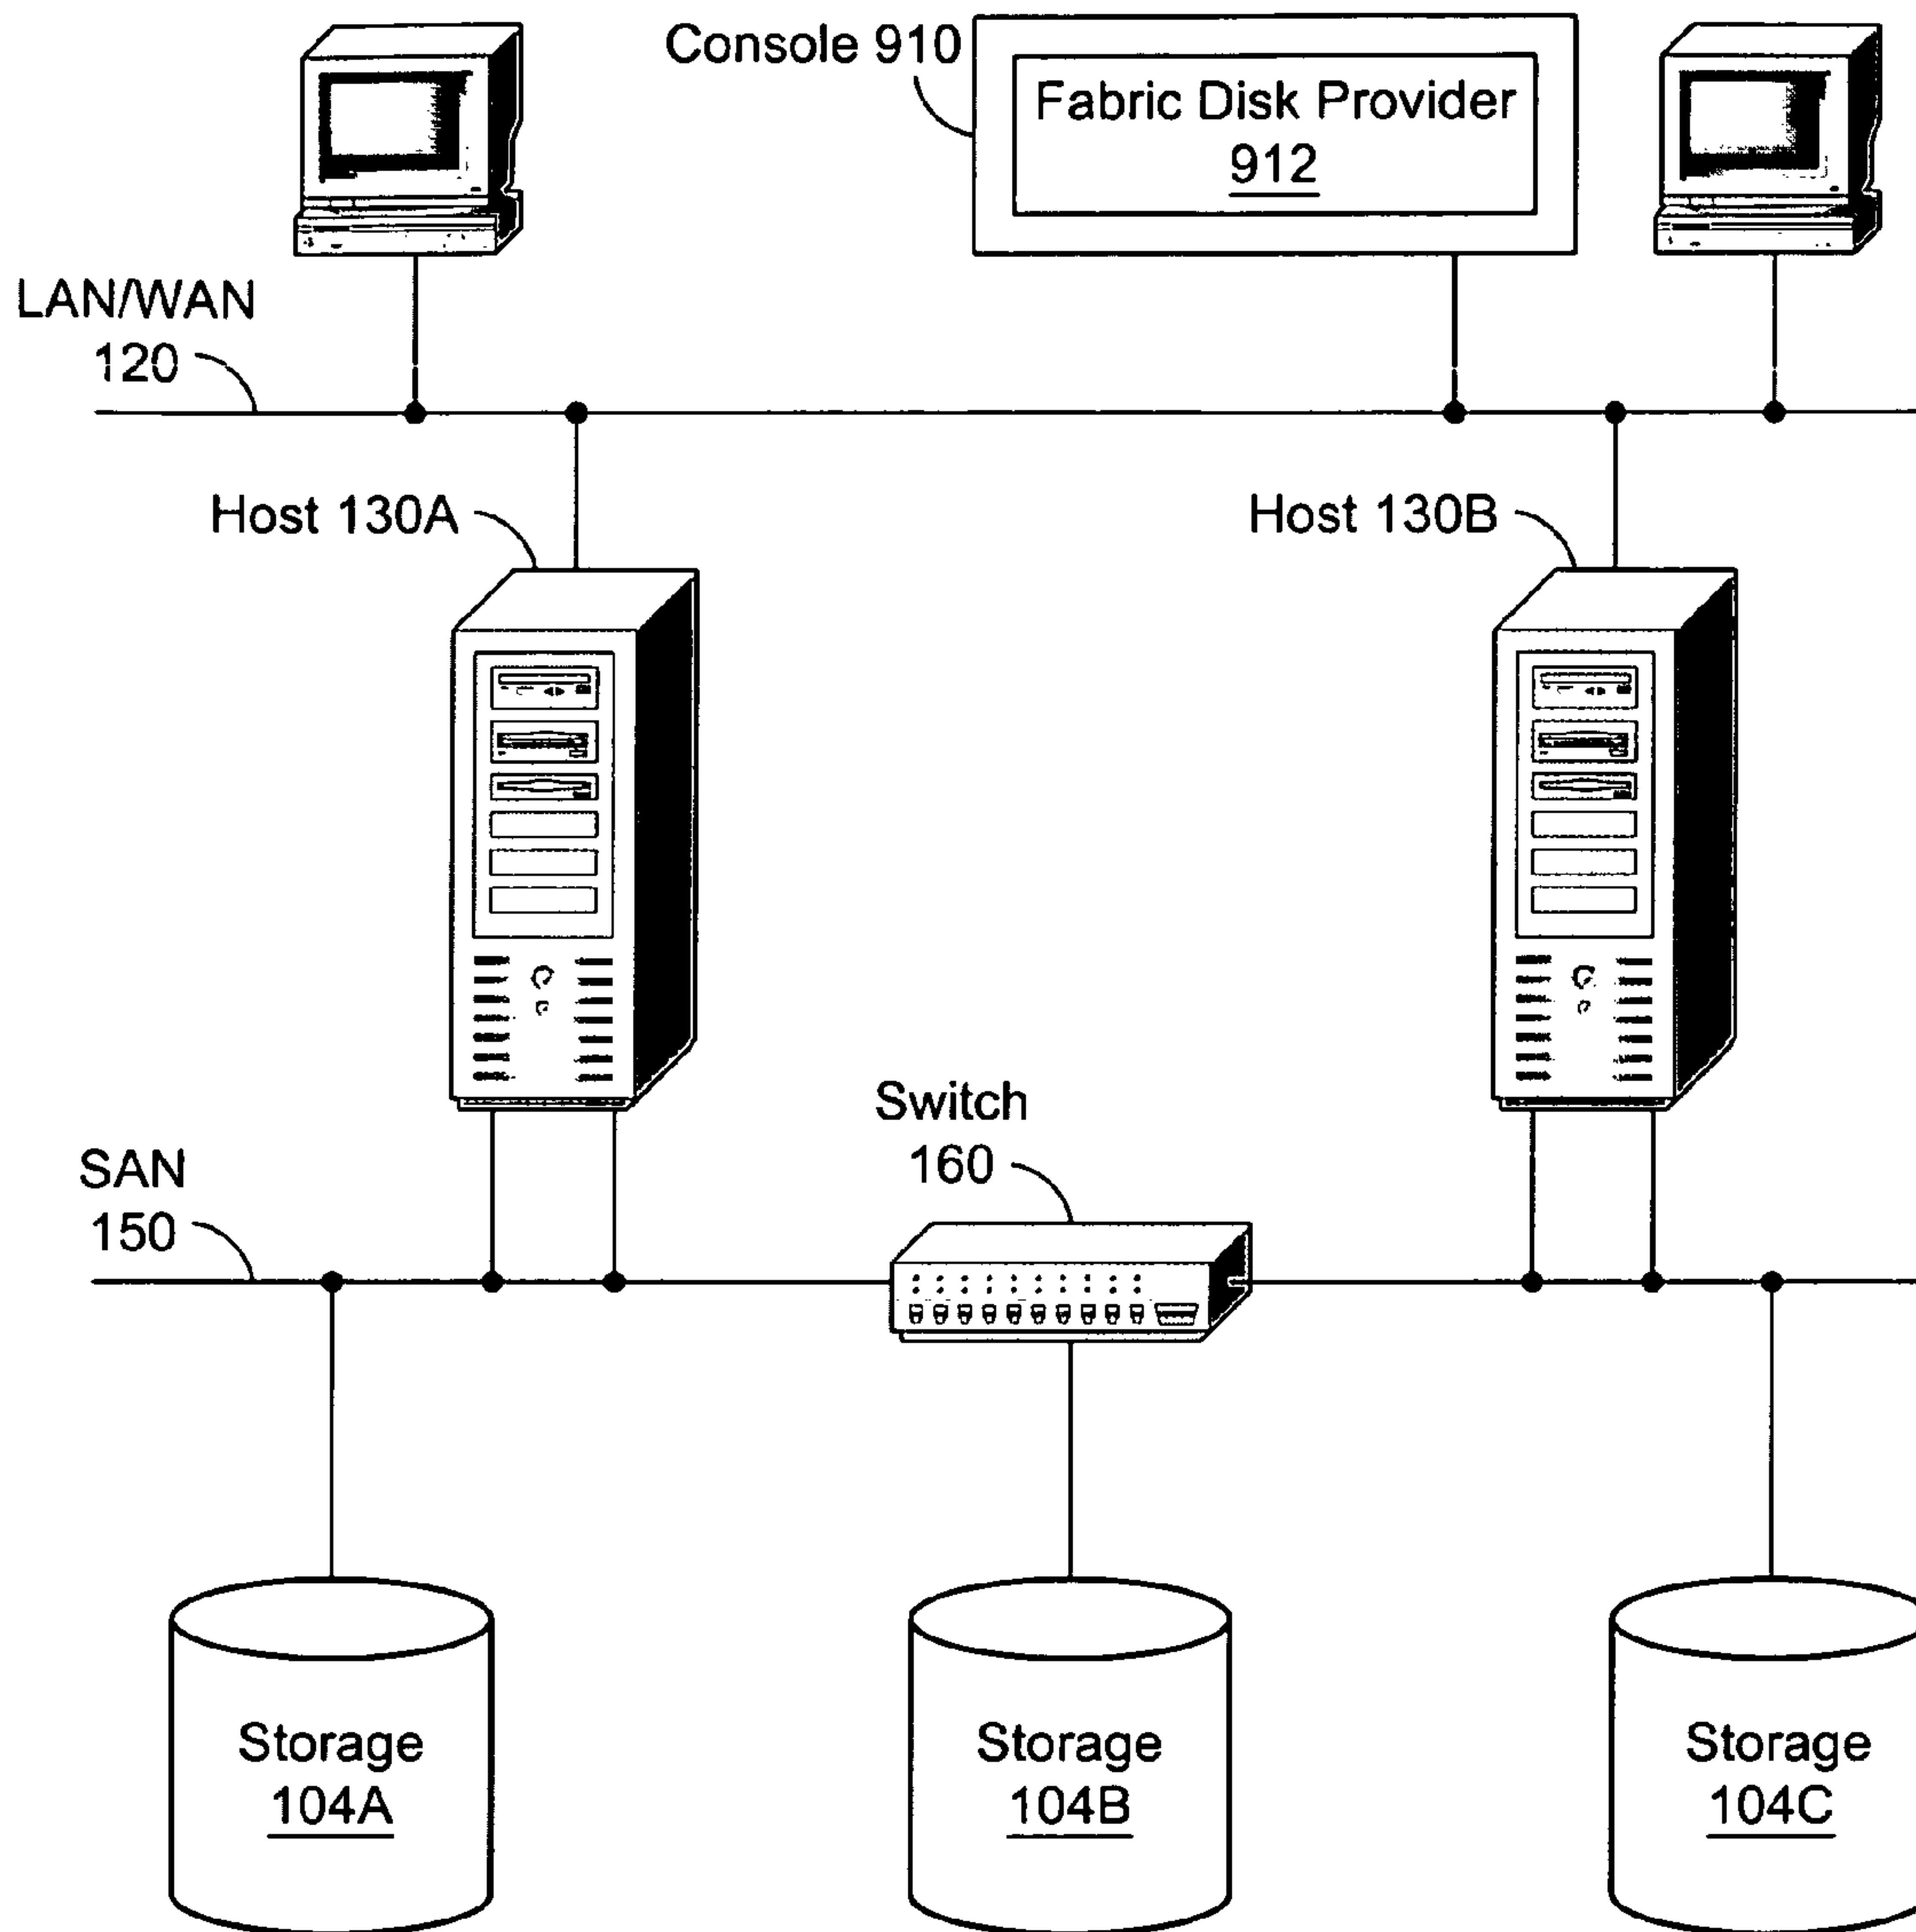 Console 910
Fabric Disk Provider
912
LAN/WAN
120
Host 130A
Host 130B
Switch
160
SAN
150
Storage
104A
Storage
104B
Storage
104C